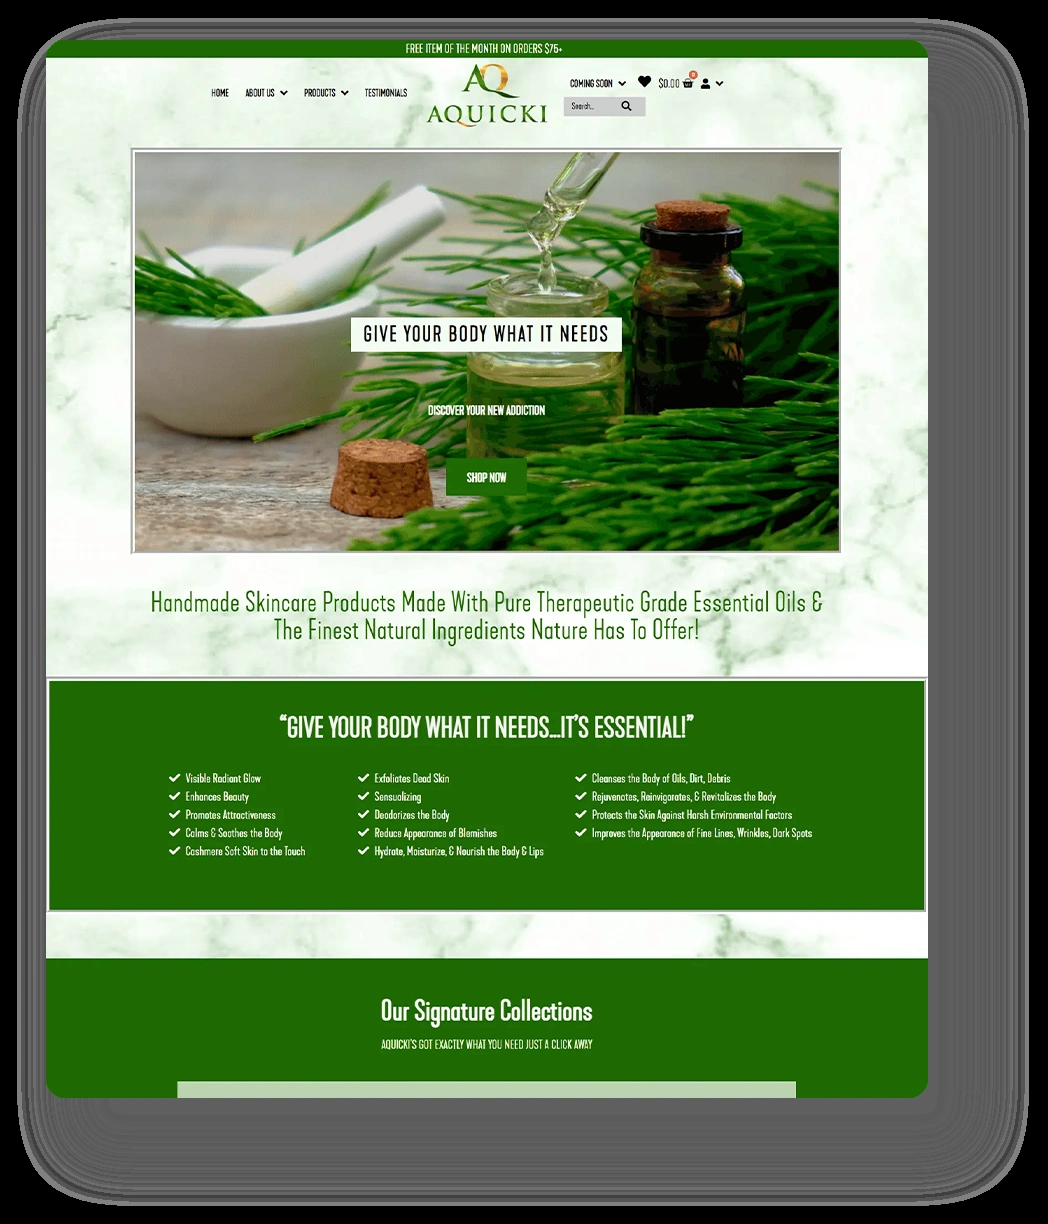 FREE ITEM OF THE MONTH ON ORDERS $75+
HOME ABOUT US PRODUCTS TESTIMONIALS
AQ
AQUICKI
COMING SOON $0.00 0
Search...
GIVE YOUR BODY WHAT IT NEEDS
DISCOVER YOUR NEW ADDICTION
SHOP NOW
Handmade Skincare Products Made With Pure Therapeutic Grade Essential Oils &
The Finest Natural Ingredients Nature Has To Offer!
“GIVE YOUR BODY WHAT IT NEEDS...IT’S ESSENTIAL!”
Visible Radiant Glow
Enhances Beauty
Promotes Attractiveness
Calms & Soothes the Body
Cashmere Soft Skin to the Touch
Exfoliates Dead Skin
Sensualizing
Deodorizes the Body
Reduce Appearance of Blemishes
Hydrate, Moisturize, & Nourish the Body & Lips
Cleanses the Body of Oils, Dirt, Debris
Rejuvenates, Reinvigorates, & Revitalizes the Body
Protects the Skin Against Harsh Environmental Factors
Improves the Appearance of Fine Lines, Wrinkles, Dark Spots
Our Signature Collections
AQUICKI’S GOT EXACTLY WHAT YOU NEED JUST A CLICK AWAY